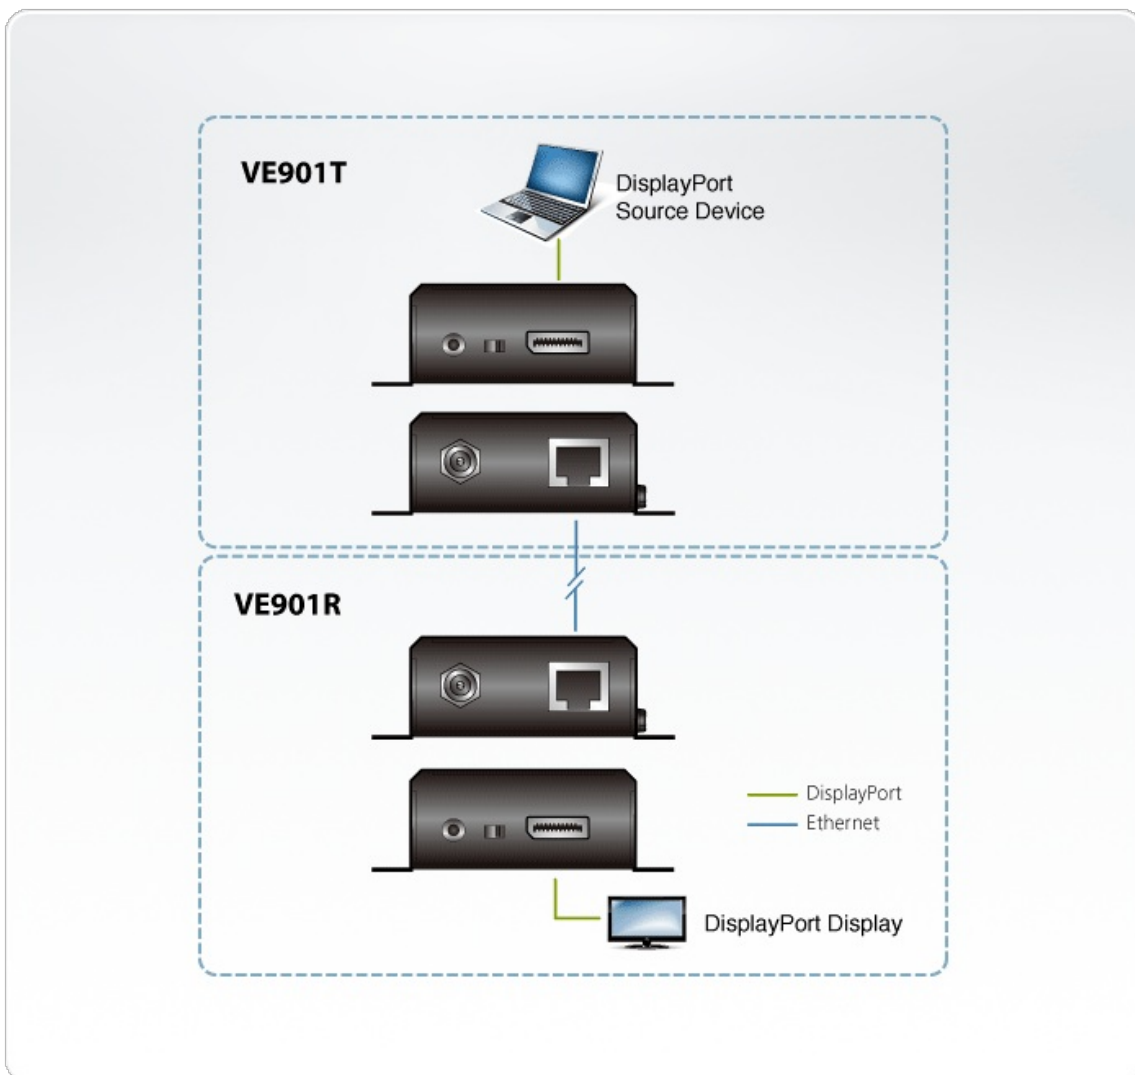 VE901T
DisplayPort
Source Device
VE901R
DisplayPort
Ethernet
DisplayPort Display